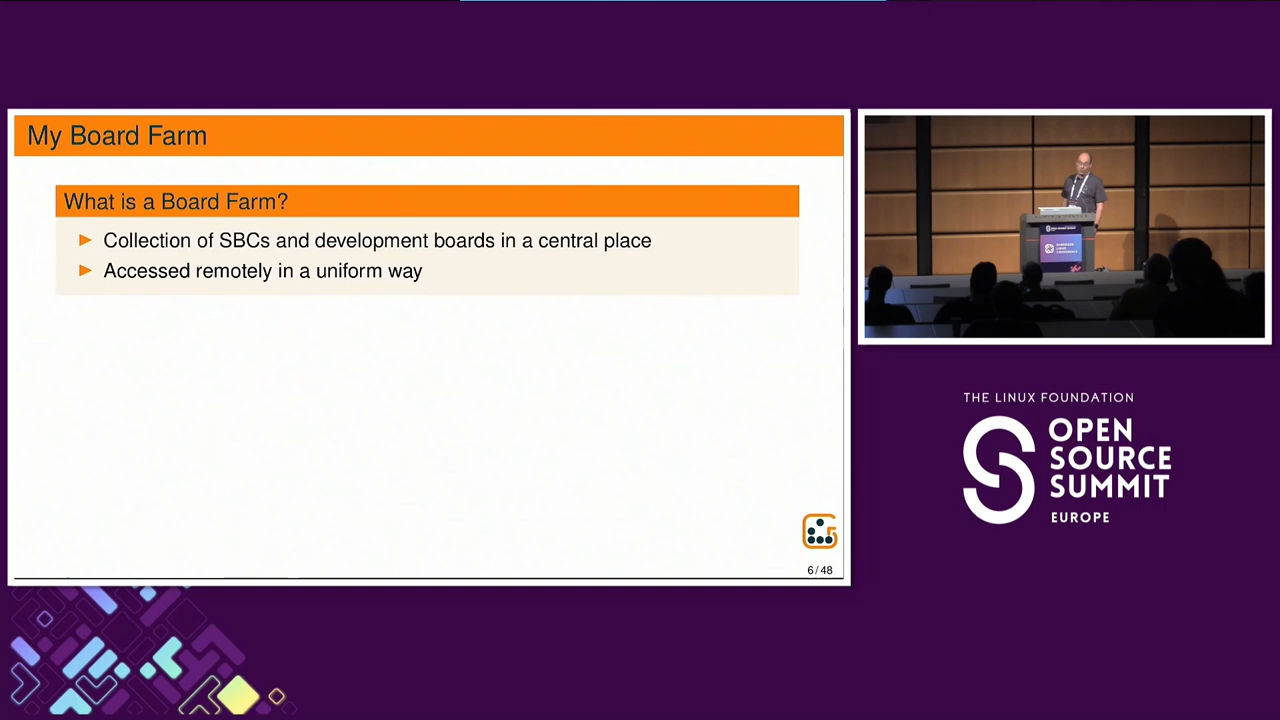 My Board Farm
What is a Board Farm?
Collection of SBCs and development boards in a central place
Accessed remotely in a uniform way
6 / 48
THE LINUX FOUNDATION
OPEN
SOURCE
SUMMIT
EUROPE